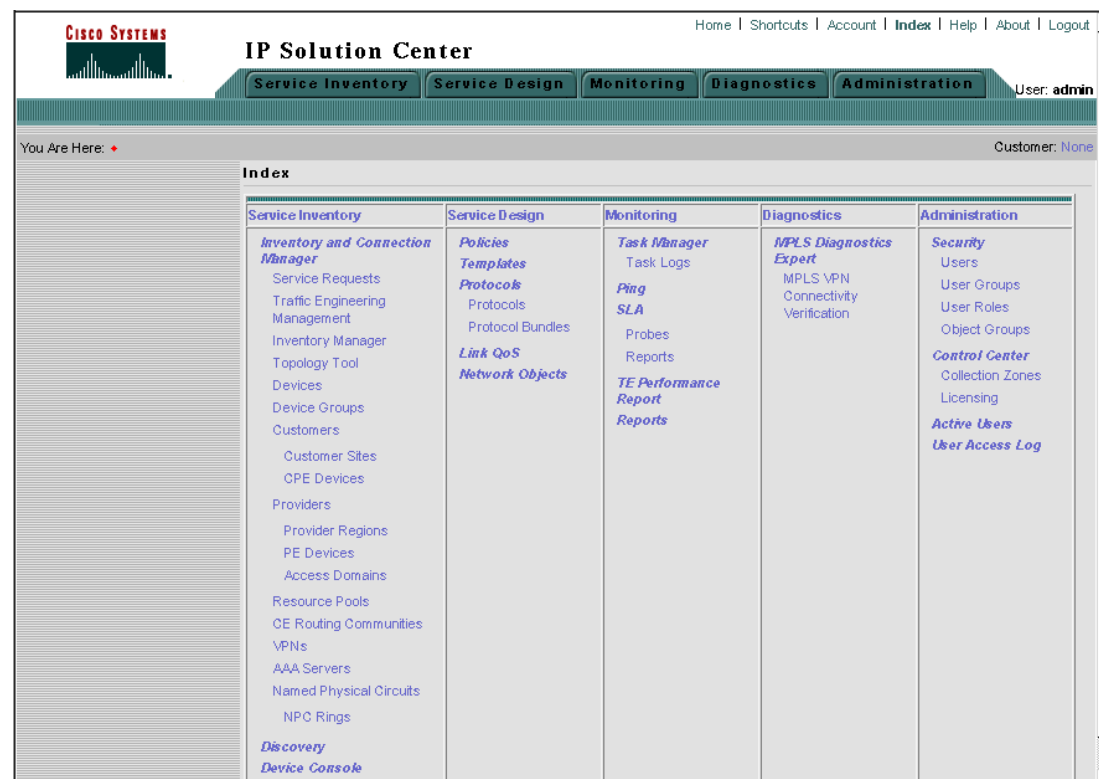 CISCO SYSTEMS
Home | Shortcuts | Account | Index | Help | About | Logout
IP Solution Center
Service Inventory
Service Design
Monitoring
Diagnostics
Administration
User: admin
You Are Here:
Customer: None
Index
Service Inventory
Inventory and Connection
Manager
Service Requests
Traffic Engineering
Management
Inventory Manager
Topology Tool
Devices
Device Groups
Customers
Customer Sites
CPE Devices
Providers
Provider Regions
PE Devices
Access Domains
Resource Pools
CE Routing Communities
VPNs
AAA Servers
Named Physical Circuits
NPC Rings
Discovery
Device Console
Service Design
Policies
Templates
Protocols
Protocols
Protocol Bundles
Link QoS
Network Objects
Monitoring
Task Manager
Task Logs
Ping
SLA
Probes
Reports
TE Performance
Report
Reports
Diagnostics
MPLS Diagnostics
Expert
MPLS VPN
Connectivity
Verification
Administration
Security
Users
User Groups
User Roles
Object Groups
Control Center
Collection Zones
Licensing
Active Users
User Access Log